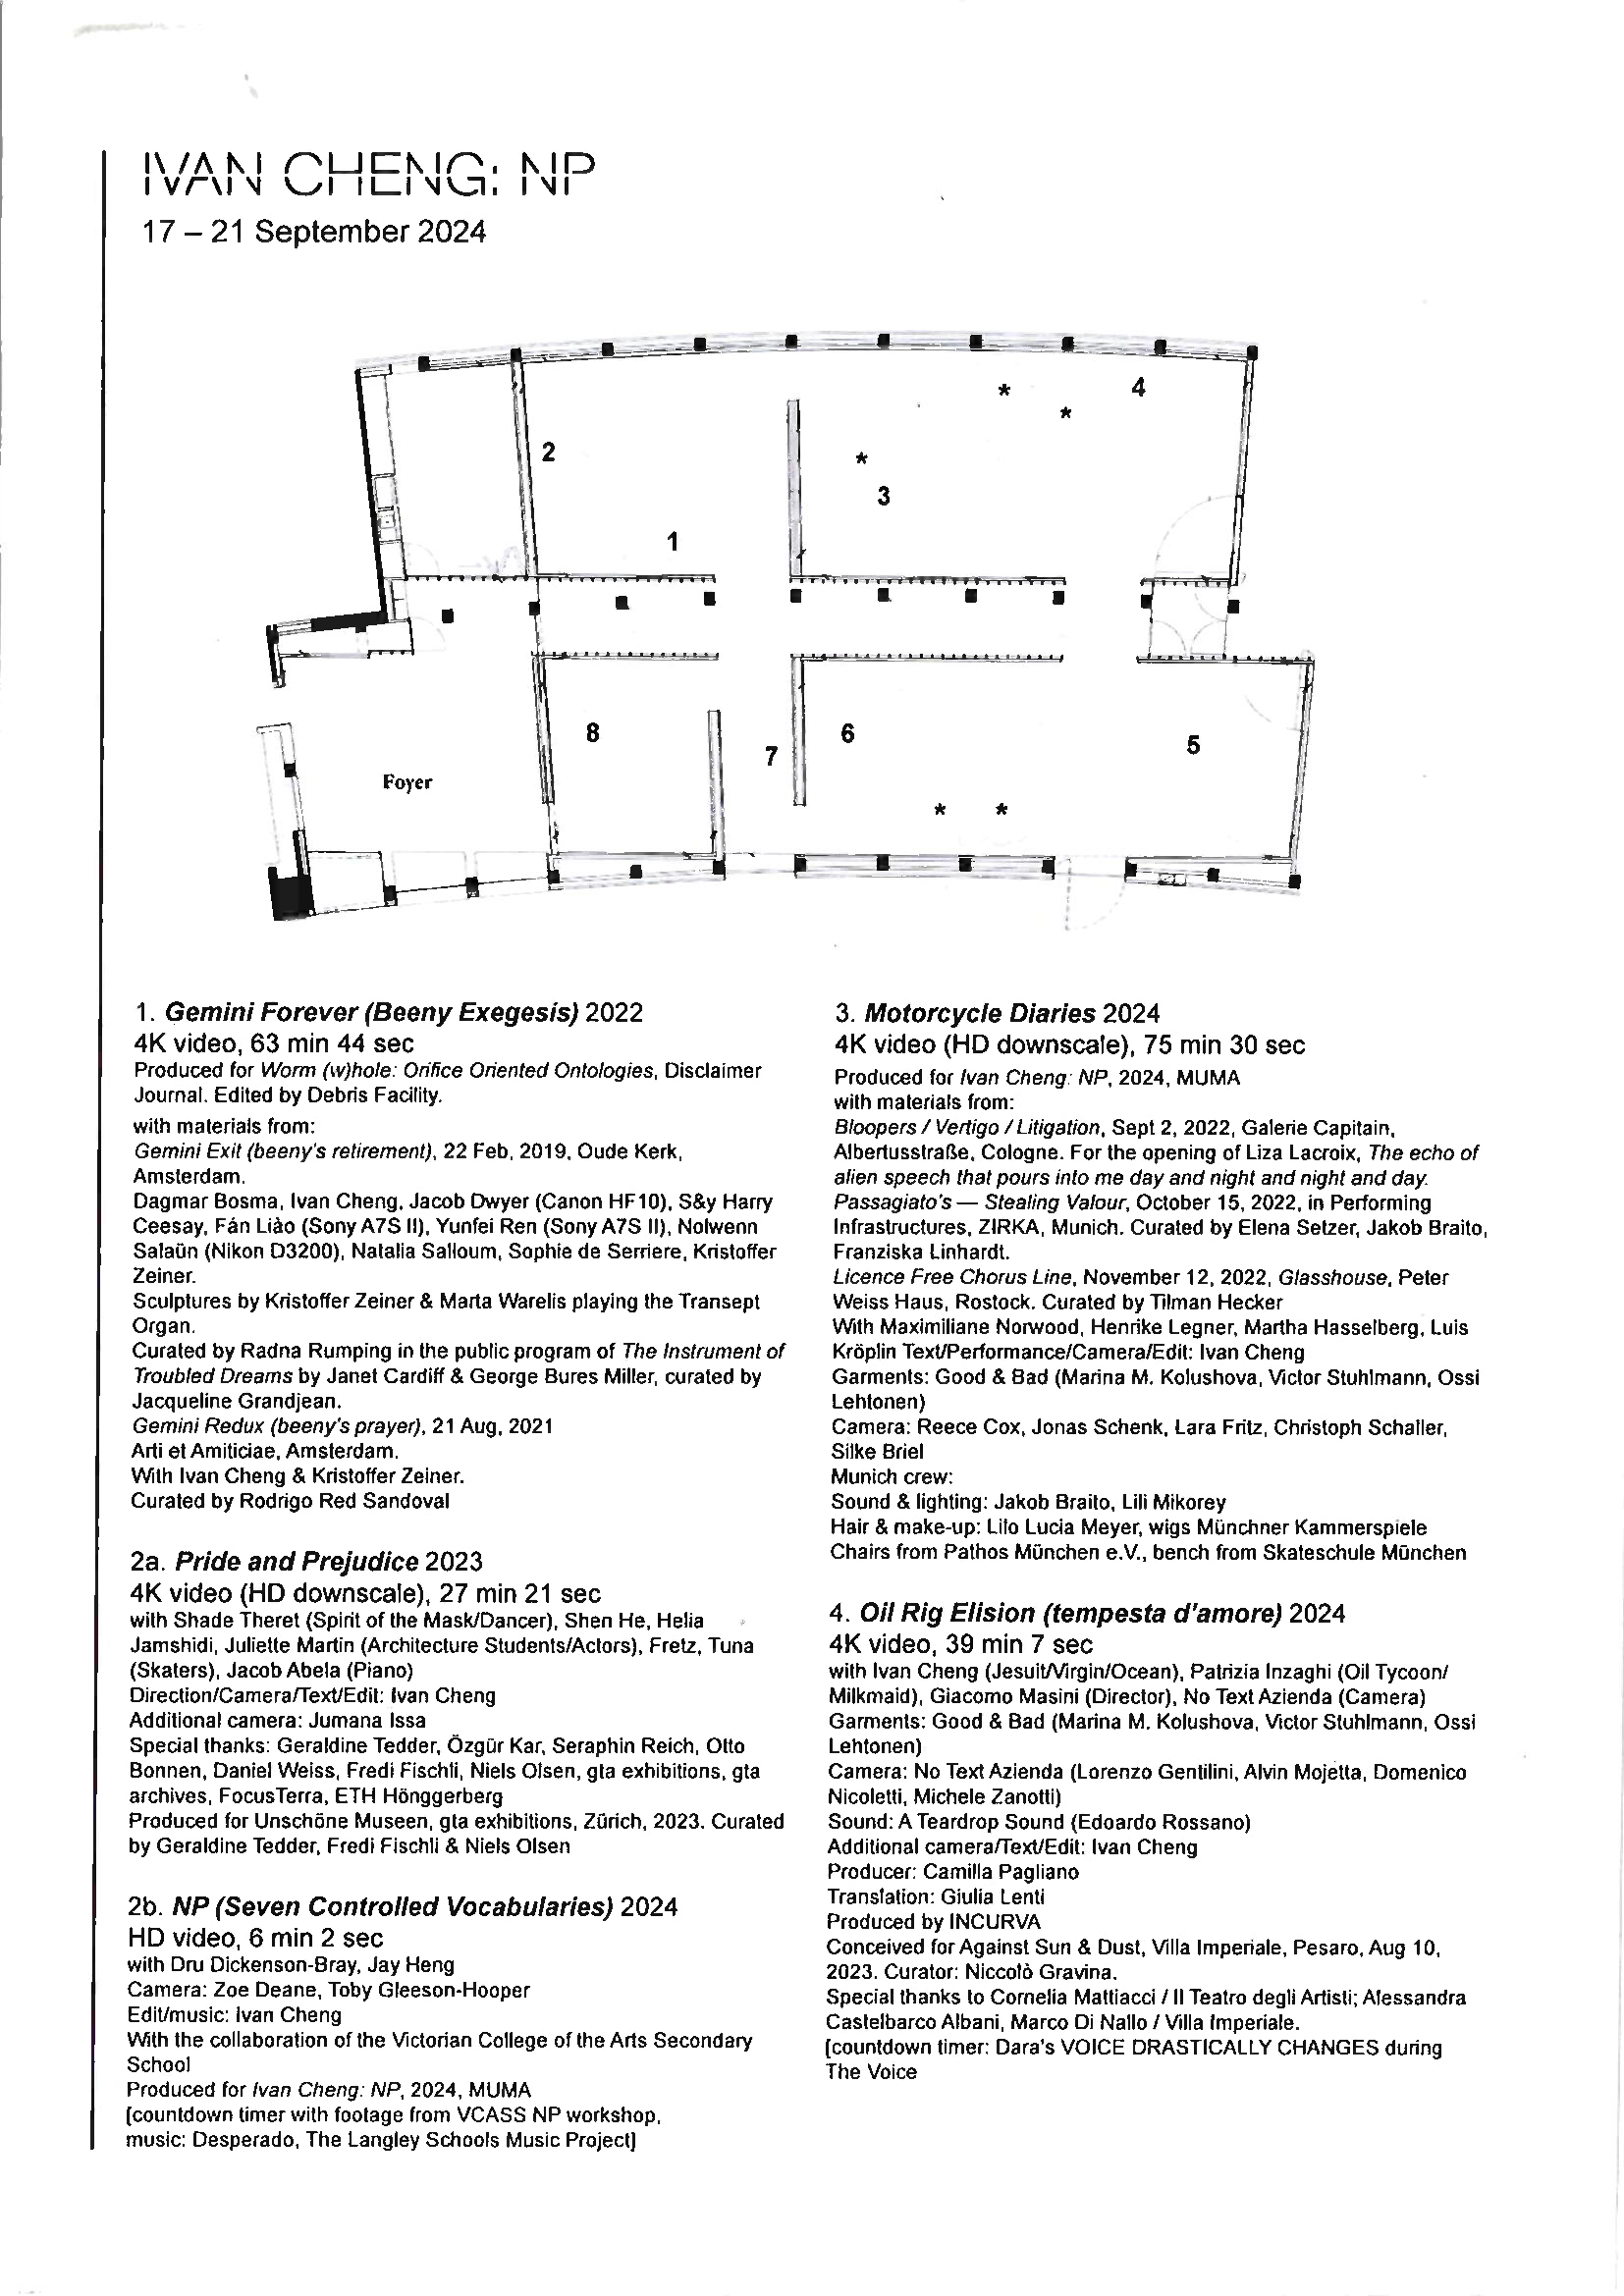 IVAN CHENG: NP
17 – 21 September 2024
4
*
*
2
*
3
1
8
6
7
5
Foyer
*
*
1. Gemini Forever (Beeny Exegesis) 2022
4K video, 63 min 44 sec
Produced for Worm (w)hole: Orifice Oriented Ontologies, Disclaimer
Journal. Edited by Debris Facility.
with materials from:
Gemini Exit (beeny's retirement), 22 Feb, 2019, Oude Kerk,
Amsterdam.
Dagmar Bosma, Ivan Cheng, Jacob Dwyer (Canon HF10), S&y Harry
Ceesay, Fán Liào (Sony A7S II), Yunfei Ren (Sony A7S II), Nolwenn
Salaün (Nikon D3200), Natalia Salloum, Sophie de Serriere, Kristoffer
Zeiner.
Sculptures by Kristoffer Zeiner & Marta Warelis playing the Transept
Organ.
Curated by Radna Rumping in the public program of The Instrument of
Troubled Dreams by Janet Cardiff & George Bures Miller, curated by
Jacqueline Grandjean.
Gemini Redux (beeny's prayer), 21 Aug, 2021
Arti et Amiticiae, Amsterdam.
With Ivan Cheng & Kristoffer Zeiner.
Curated by Rodrigo Red Sandoval
2a. Pride and Prejudice 2023
4K video (HD downscale), 27 min 21 sec
with Shade Theret (Spirit of the Mask/Dancer), Shen He, Helia
Jamshidi, Juliette Martin (Architecture Students/Actors), Fretz, Tuna
(Skaters), Jacob Abela (Piano)
Direction/Camera/Text/Edit: Ivan Cheng
Additional camera: Jumana Issa
Special thanks: Geraldine Tedder, Özgür Kar, Seraphin Reich, Otto
Bonnen, Daniel Weiss, Fredi Fischli, Niels Olsen, gta exhibitions, gta
archives, FocusTerra, ETH Hönggerberg
Produced for Unschöne Museen, gta exhibitions, Zürich, 2023. Curated
by Geraldine Tedder, Fredi Fischli & Niels Olsen
2b. NP (Seven Controlled Vocabularies) 2024
HD video, 6 min 2 sec
with Dru Dickenson-Bray, Jay Heng
Camera: Zoe Deane, Toby Gleeson-Hooper
Edit/music: Ivan Cheng
With the collaboration of the Victorian College of the Arts Secondary
School
Produced for Ivan Cheng: NP, 2024, MUMA
[countdown timer with footage from VCASS NP workshop,
music: Desperado, The Langley Schools Music Project]
3. Motorcycle Diaries 2024
4K video (HD downscale), 75 min 30 sec
Produced for Ivan Cheng: NP, 2024, MUMA
with materials from:
Bloopers / Vertigo / Litigation, Sept 2, 2022, Galerie Capitain,
Albertusstraße, Cologne. For the opening of Liza Lacroix, The echo of
alien speech that pours into me day and night and night and day.
Passagiato's — Stealing Valour, October 15, 2022, in Performing
Infrastructures, ZIRKA, Munich. Curated by Elena Setzer, Jakob Braito,
Franziska Linhardt.
Licence Free Chorus Line, November 12, 2022, Glasshouse, Peter
Weiss Haus, Rostock. Curated by Tilman Hecker
With Maximiliane Norwood, Henrike Legner, Martha Hasselberg, Luis
Kröplin Text/Performance/Camera/Edit: Ivan Cheng
Garments: Good & Bad (Marina M. Kolushova, Victor Stuhlmann, Ossi
Lehtonen)
Camera: Reece Cox, Jonas Schenk, Lara Fritz, Christoph Schaller,
Silke Briel
Munich crew:
Sound & lighting: Jakob Braito, Lili Mikorey
Hair & make-up: Lilo Lucia Meyer, wigs Münchner Kammerspiele
Chairs from Pathos München e.V., bench from Skateschule München
4. Oil Rig Elision (tempesta d'amore) 2024
4K video, 39 min 7 sec
with Ivan Cheng (Jesuit/Virgin/Ocean), Patrizia Inzaghi (Oil Tycoon/
Milkmaid), Giacomo Masini (Director), No Text Azienda (Camera)
Garments: Good & Bad (Marina M. Kolushova, Victor Stuhlmann, Ossi
Lehtonen)
Camera: No Text Azienda (Lorenzo Gentilini, Alvin Mojetta, Domenico
Nicoletti, Michele Zanotti)
Sound: A Teardrop Sound (Edoardo Rossano)
Additional camera/Text/Edit: Ivan Cheng
Producer: Camilla Pagliano
Translation: Giulia Lenti
Produced by INCURVA
Conceived for Against Sun & Dust, Villa Imperiale, Pesaro, Aug 10,
2023. Curator: Niccolò Gravina.
Special thanks to Cornelia Mattiacci / Il Teatro degli Artisti; Alessandra
Castelbarco Albani, Marco Di Nallo / Villa Imperiale.
[countdown timer: Dara's VOICE DRASTICALLY CHANGES during
The Voice